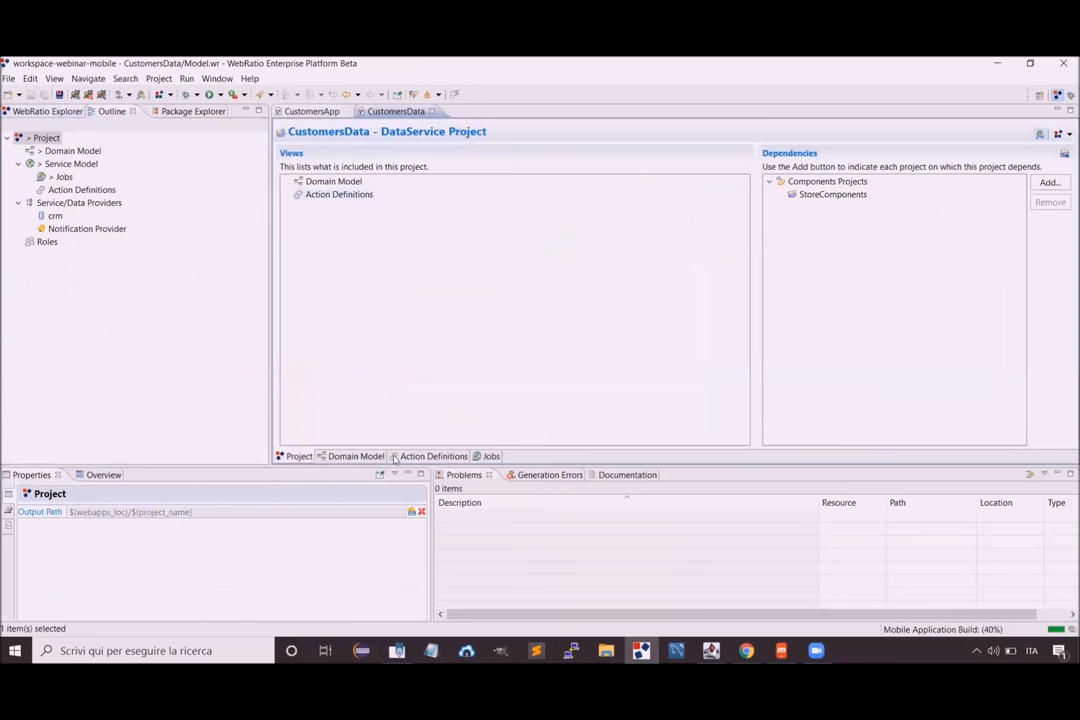 workspace-webinar-mobile - CustomersData/Model.wr - WebRatio Enterprise Platform Beta
File Edit View Navigate Search Project Run Window Help
WebRatio Explorer Outline Package Explorer
> Project
> Domain Model
> Service Model
> Jobs
Action Definitions
Service/Data Providers
crm
Notification Provider
Roles
CustomersApp CustomersData
CustomersData - DataService Project
Views
This lists what is included in this project.
Domain Model
Action Definitions
Dependencies
Use the Add button to indicate each project on which this project depends.
Components Projects
StoreComponents
Add...
Remove
Project Domain Model Action Definitions Jobs
Properties Overview
Project
Output Path ${webapps_loc}/${project_name}
Problems Generation Errors Documentation
0 items
Description Resource Path Location Type
1 item(s) selected
Mobile Application Build: (40%)
Scrivi qui per eseguire la ricerca
ITA
1